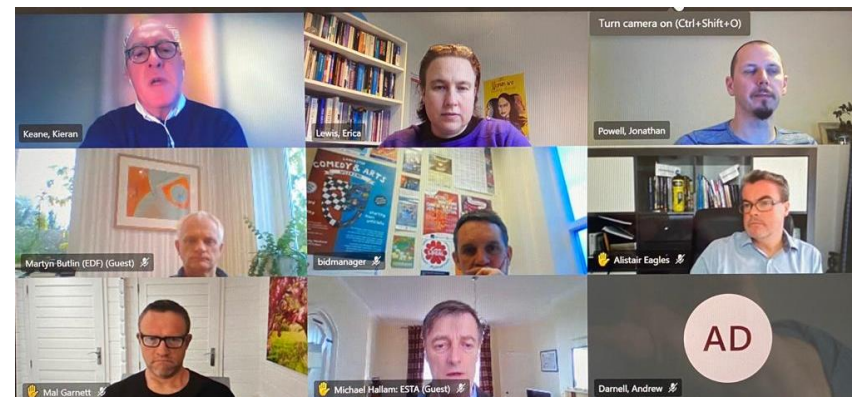 Turn camera on (Ctrl+Shift+O)
Keane, Kieran
Lewis, Erica
Powell, Jonathan
COMEDY & ARTS
Martyn Butlin (EDF) (Guest)
bidmanager
Alistair Eagles
AD
Mal Garnett
Michael Hallam: ESTA (Guest)
Darnell, Andrew